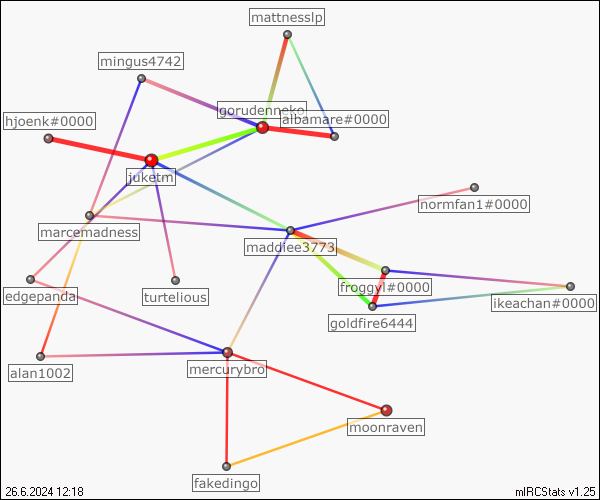 mattnesslp
mingus4742
gorudenneko
aibamare#0000
hjoenk#0000
juketm
normfan1#0000
marcemadness
maddiee3773
froggyl#0000
edgepanda
turtelious
ikeachan#0000
goldfire6444
mercurybro
alan1002
moonraven
fakedingo
26.6.2024 12:18
mIRCStats v1.25